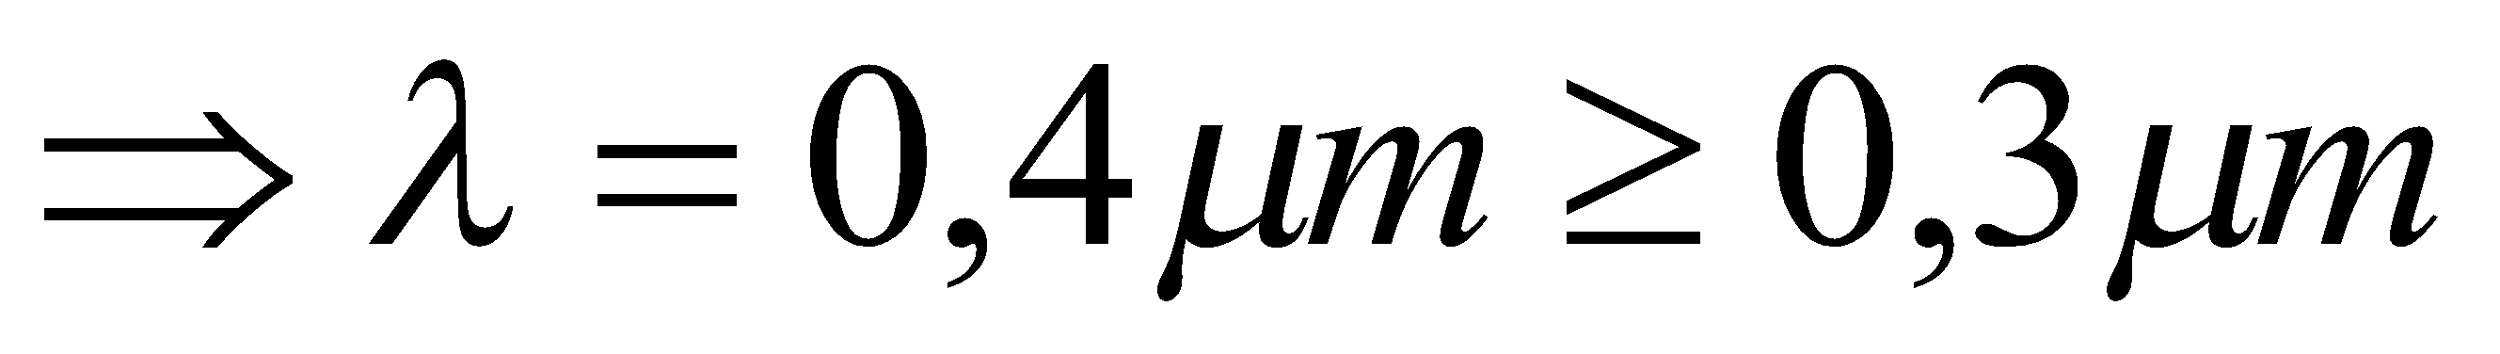 ⇒ λ = 0,4 μm ≥ 0,3 μm